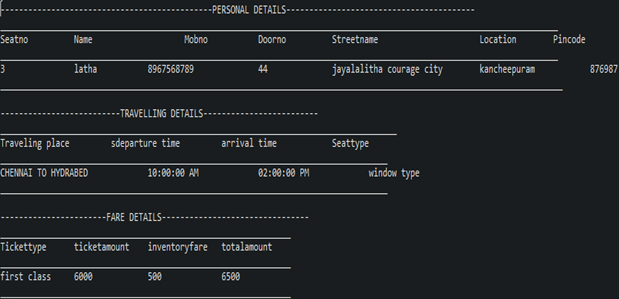 -----------------------------------------------PERSONAL DETAILS-----------------------------------------
Seatno Name Mobno Doorno Streetname Location Pincode
3 latha 8967568789 44 jayalalitha courage city kancheepuram 876987
--------------------------TRAVELLING DETAILS-------------------------
Traveling place sdeparture time arrival time Seattype
CHENNAI TO HYDRABED 10:00:00 AM 02:00:00 PM window type
-----------------------FARE DETAILS--------------------------------
Tickettype ticketamount inventoryfare totalamount
first class 6000 500 6500